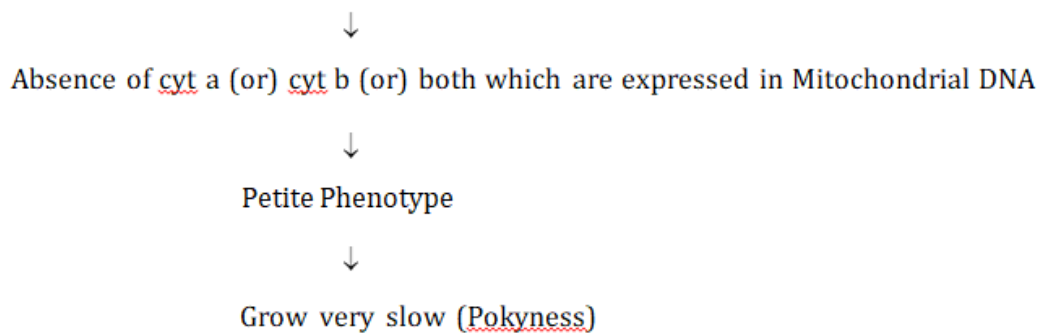 ↓
Absence of cyt a (or) cyt b (or) both which are expressed in Mitochondrial DNA
↓
Petite Phenotype
↓
Grow very slow (Pokyness)